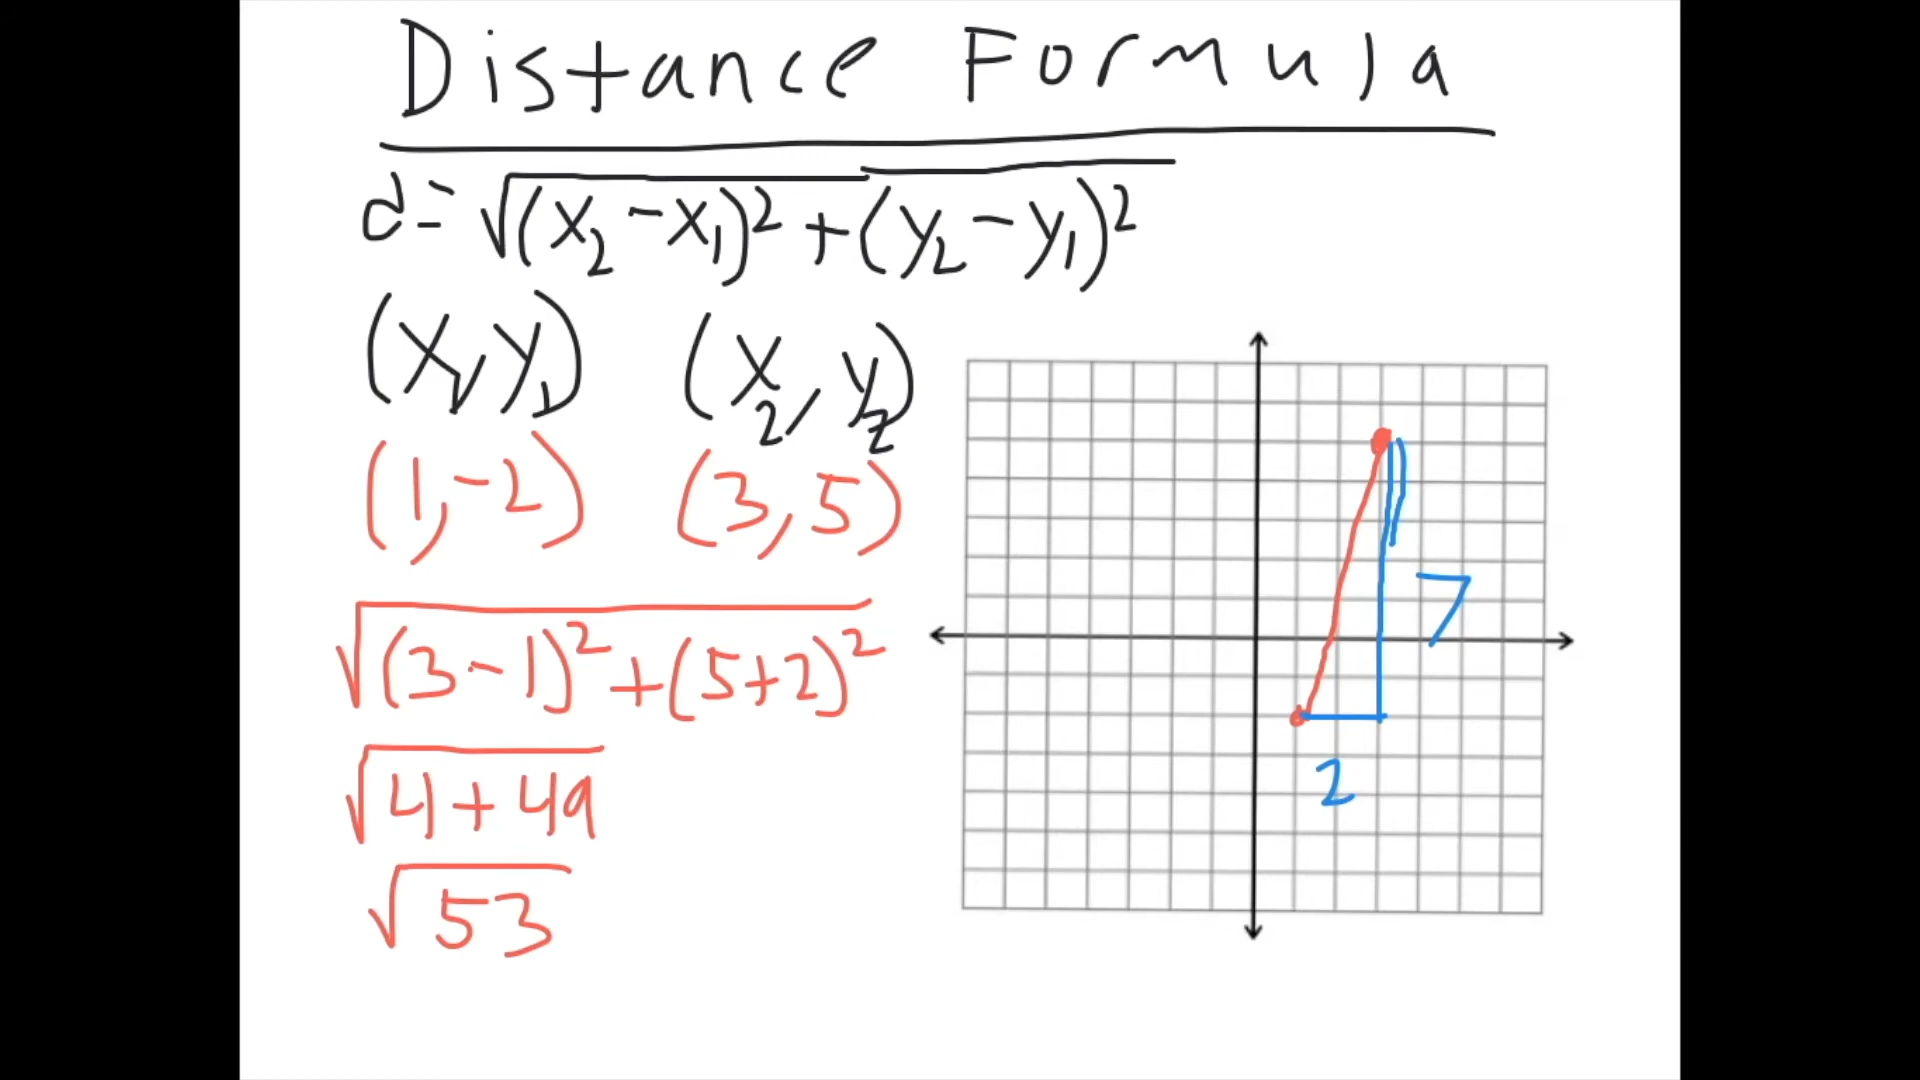 Distance Formula
d = √(x₂ - x₁)² + (y₂ - y₁)²
(x₁, y₁) (x₂, y₂)
(1, -2) (3, 5)
√(3 - 1)² + (5 + 2)²
√4 + 49
√53
7
2